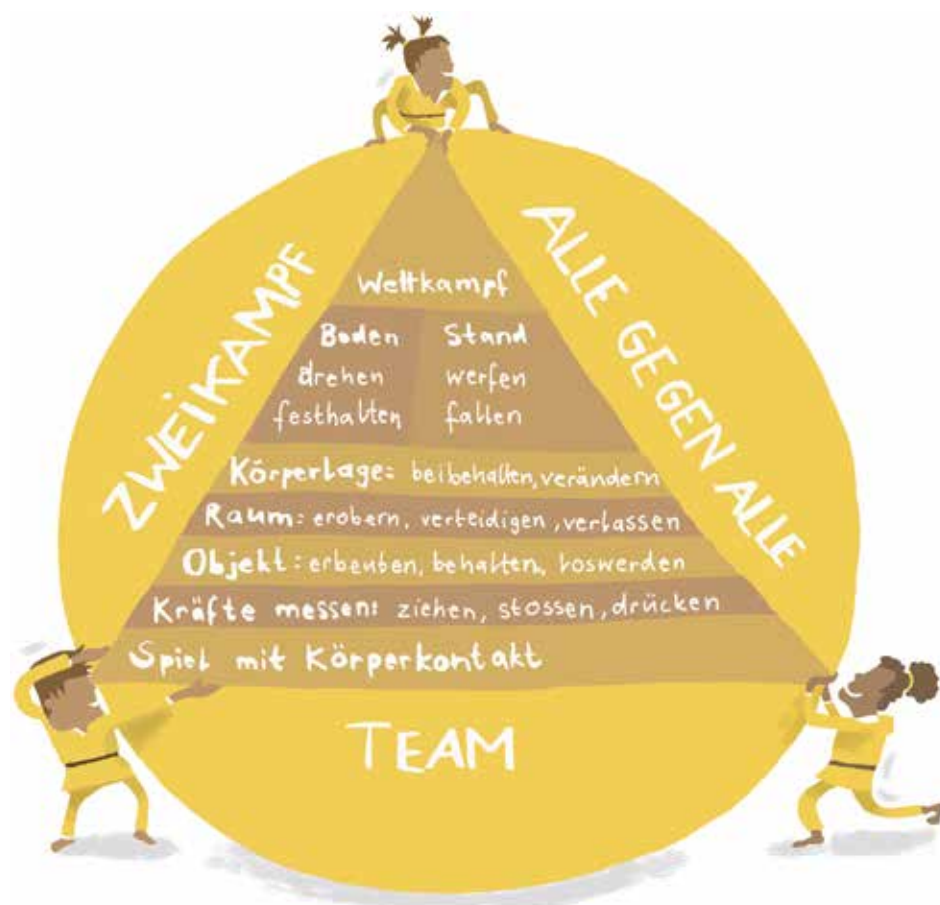 ZWEIKAMPF
ALLE GEGEN ALLE
Wettkampf
Boden Stand
drehen werfen
festhalten fallen
Körperlage: beibehalten, verändern
Raum: erobern, verteidigen, verlassen
Objekt: erbeuten, behalten, loswerden
Kräfte messen: ziehen, stossen, drücken
Spiel mit Körperkontakt
TEAM